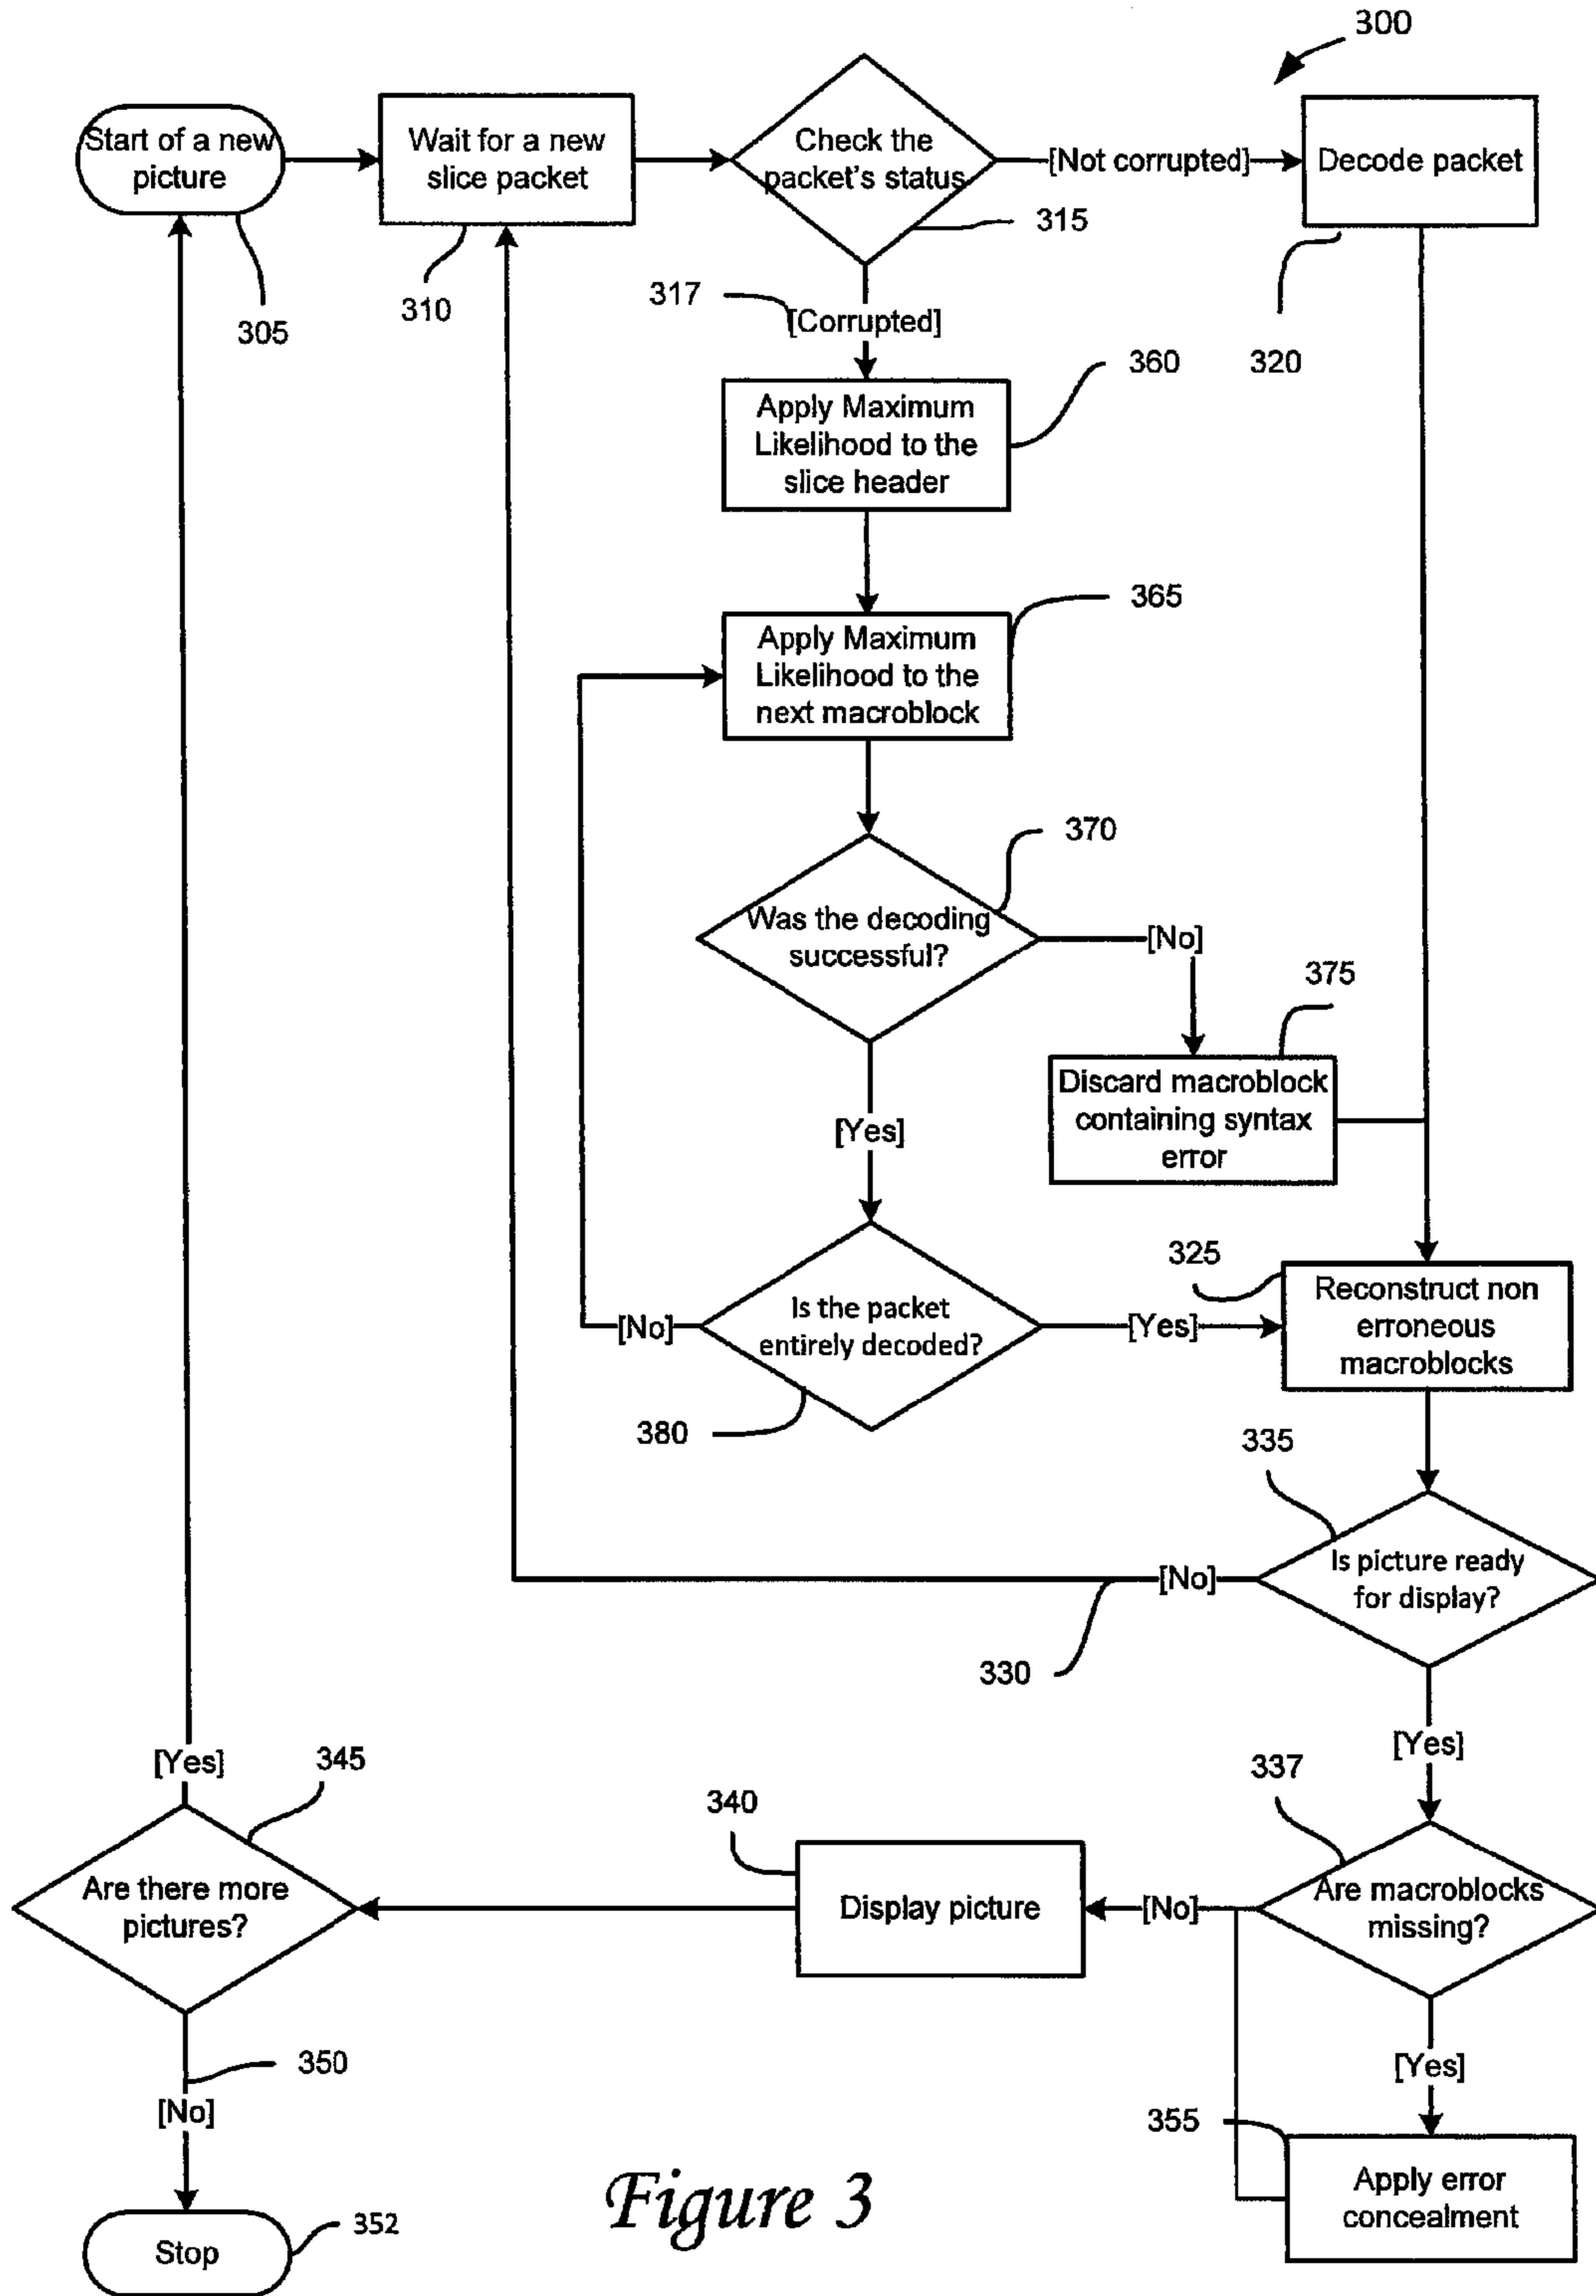 300
Start of a new
picture
Wait for a new
slice packet
Check the
packet's status
[Not corrupted]
Decode packet
305
310
315
320
317
[Corrupted]
Apply Maximum
Likelihood to the
slice header
360
Apply Maximum
Likelihood to the
next macroblock
365
Was the decoding
successful?
370
[No]
375
Discard macroblock
containing syntax
error
[Yes]
Is the packet
entirely decoded?
[No]
[Yes]
380
325
Reconstruct non
erroneous
macroblocks
335
Is picture ready
for display?
[No]
330
[Yes]
337
Are macroblocks
missing?
[No]
340
Display picture
[Yes]
345
Are there more
pictures?
350
[No]
352
Stop
[Yes]
355
Apply error
concealment
Figure 3